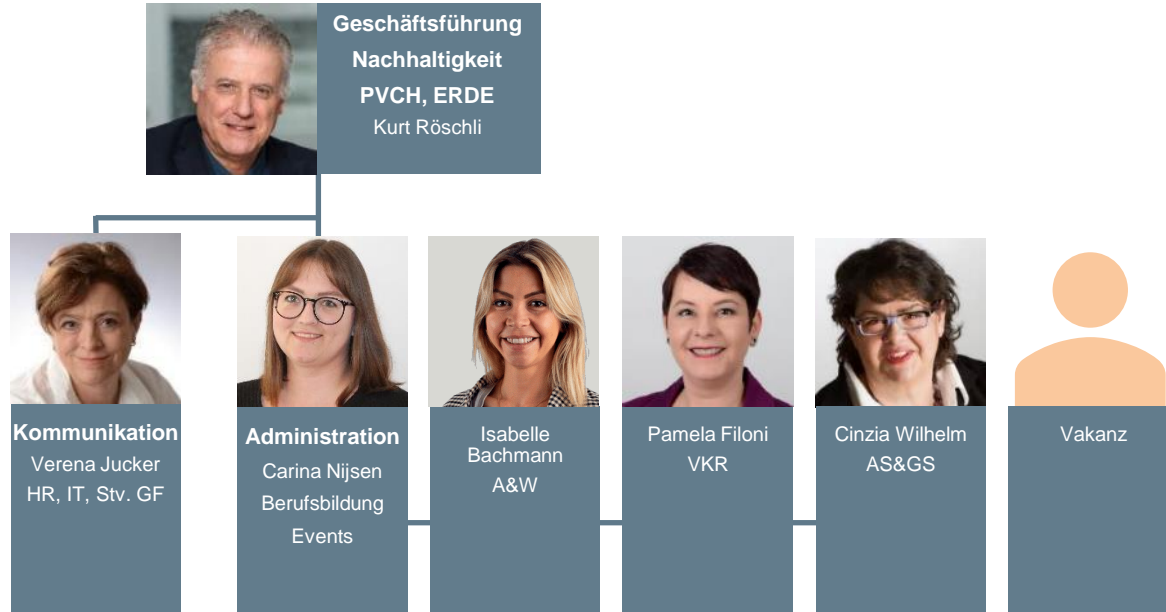 Geschäftsführung
Nachhaltigkeit
PVCH, ERDE
Kurt Röschli
Kommunikation
Verena Jucker
HR, IT, Stv. GF
Administration
Carina Nijsen
Berufsbildung
Events
Isabelle
Bachmann
A&W
Pamela Filoni
VKR
Cinzia Wilhelm
AS&GS
Vakanz